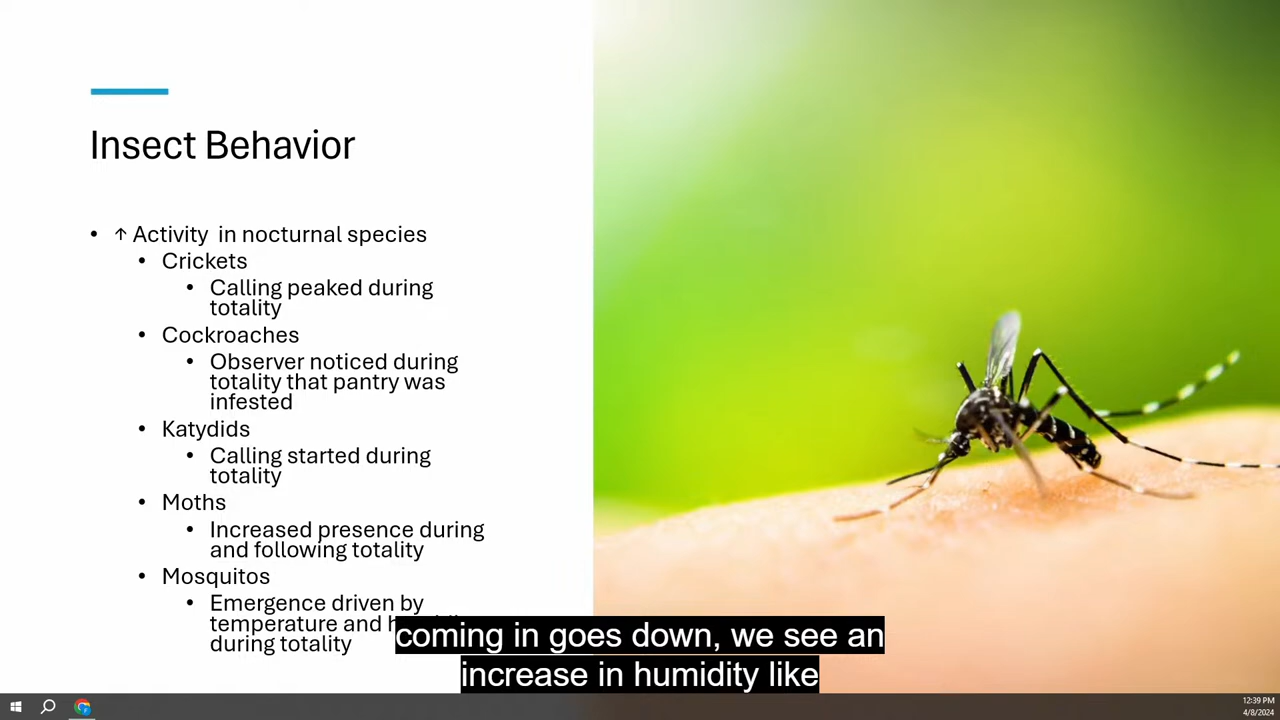 Insect Behavior
• ↑ Activity in nocturnal species
• Crickets
• Calling peaked during
totality
• Cockroaches
• Observer noticed during
totality that pantry was
infested
• Katydids
• Calling started during
totality
• Moths
• Increased presence during
and following totality
• Mosquitos
• Emergence driven by
temperature and
during totality
coming in goes down, we see an
increase in humidity like
12:39 PM
4/8/2024